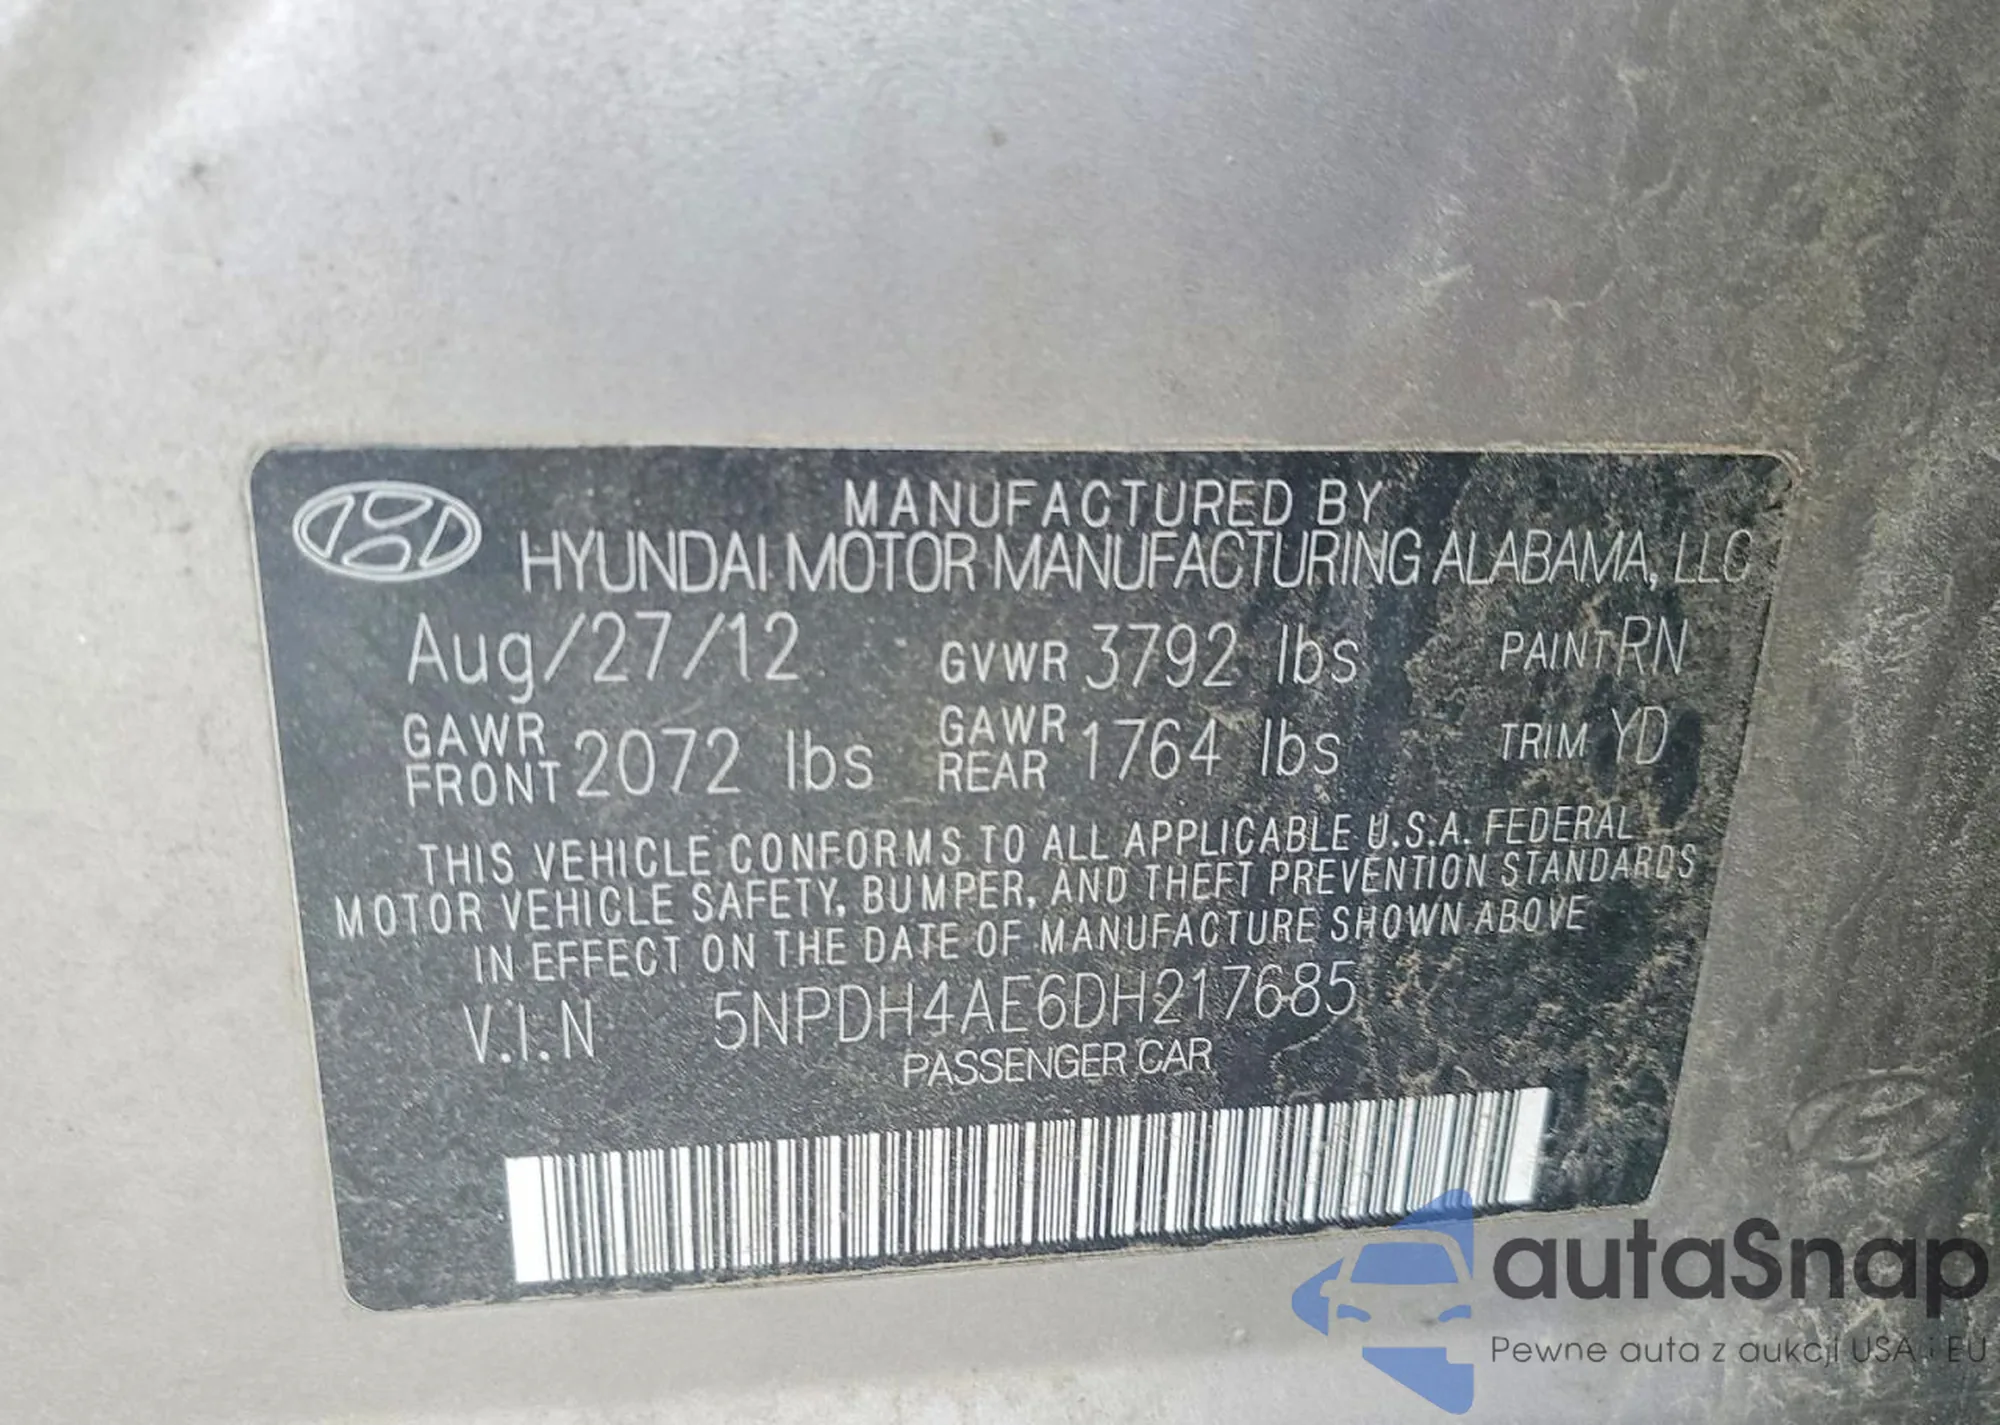 MANUFACTURED BY
HYUNDAI MOTOR MANUFACTURING ALABAMA, LLC
Aug/27/12 GVWR 3792 lbs PAINT RN
GAWR FRONT 2072 lbs GAWR REAR 1764 lbs TRIM YD
THIS VEHICLE CONFORMS TO ALL APPLICABLE U.S.A. FEDERAL
MOTOR VEHICLE SAFETY, BUMPER, AND THEFT PREVENTION STANDARDS
IN EFFECT ON THE DATE OF MANUFACTURE SHOWN ABOVE
V.I.N 5NPDH4AE6DH217685
PASSENGER CAR
autaSnap
Pewne auta z aukcji USA i EU